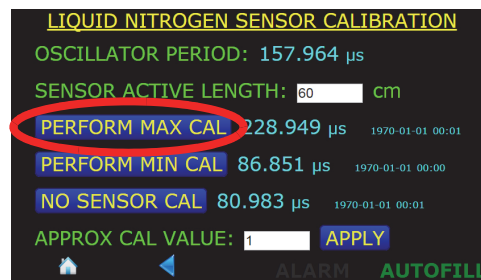 LIQUID NITROGEN SENSOR CALIBRATION
OSCILLATOR PERIOD: 157.964 µs
SENSOR ACTIVE LENGTH: 60 cm
PERFORM MAX CAL 228.949 µs 1970-01-01 00:01
PERFORM MIN CAL 86.851 µs 1970-01-01 00:00
NO SENSOR CAL 80.983 µs 1970-01-01 00:01
APPROX CAL VALUE: 1 APPLY
ALARM AUTOFILL